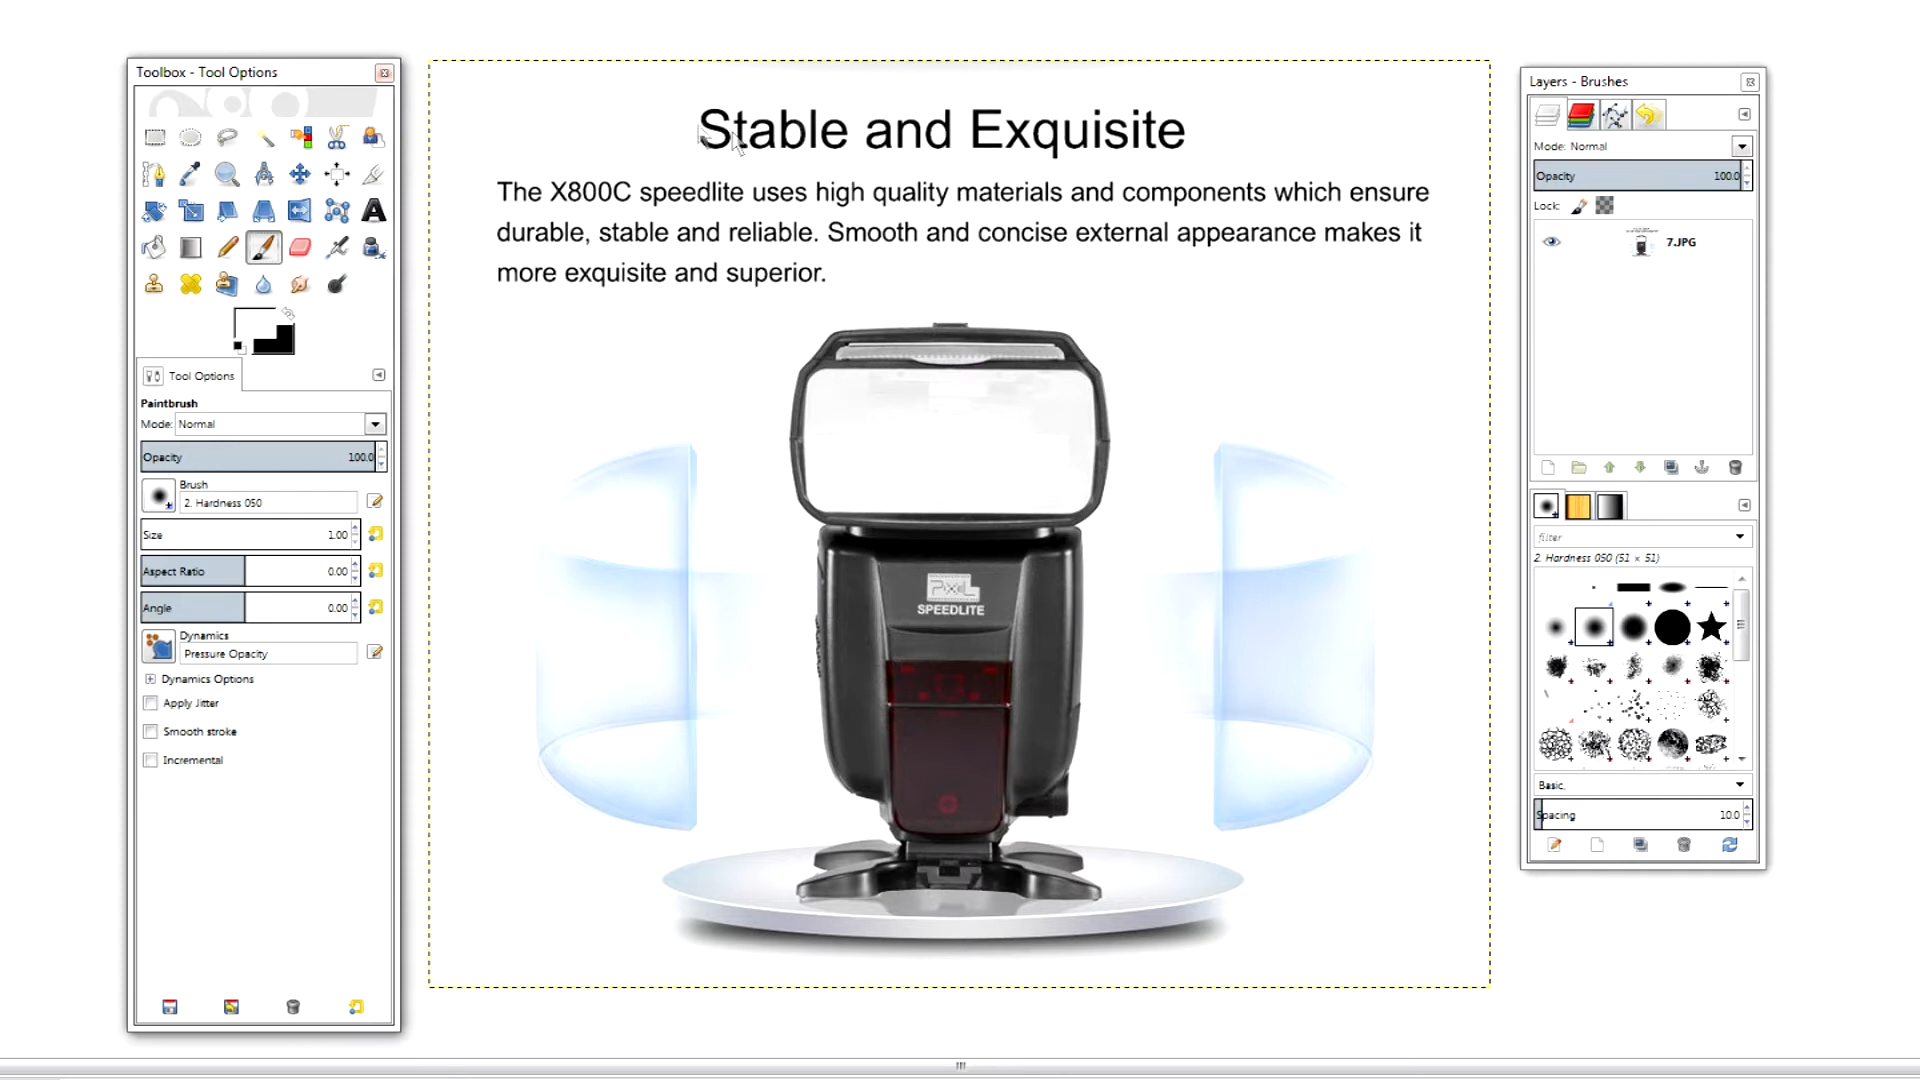 Toolbox - Tool Options
Tool Options
Paintbrush
Mode: Normal
Opacity 100.0
Brush
2. Hardness 050
Size 1.00
Aspect Ratio 0.00
Angle 0.00
Dynamics
Pressure Opacity
Dynamics Options
Apply Jitter
Smooth stroke
Incremental
Stable and Exquisite
The X800C speedlite uses high quality materials and components which ensure
durable, stable and reliable. Smooth and concise external appearance makes it
more exquisite and superior.
PIXEL
SPEEDLITE
Layers - Brushes
Mode: Normal
Opacity 100.0
Lock:
7.JPG
filter
2. Hardness 050 (51 × 51)
Basic,
Spacing 10.0